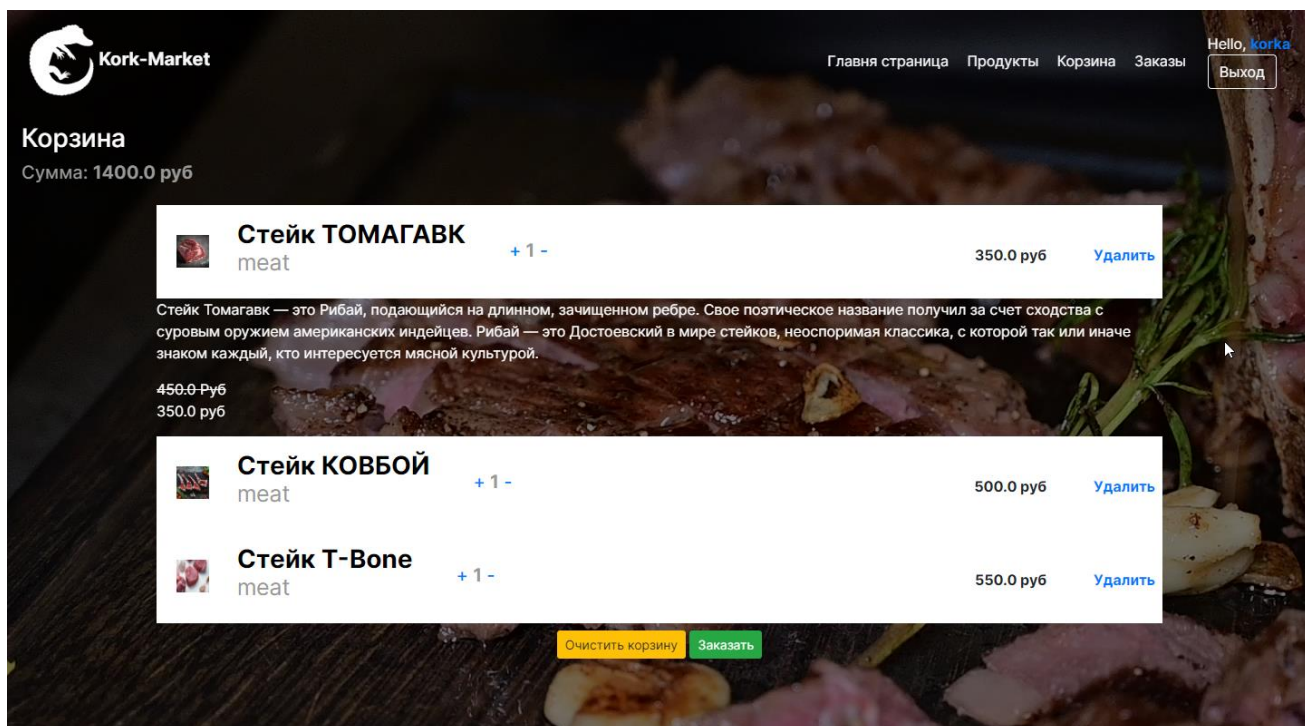 Kork-Market
Главня страница Продукты Корзина Заказы
Hello, korka
Выход
Корзина
Сумма: 1400.0 руб
Стейк ТОМАГАВК
meat
+ 1 -
350.0 руб
Удалить
Стейк Томагавк — это Рибай, подающийся на длинном, зачищенном ребре. Свое поэтическое название получил за счет сходства с
суровым оружием американских индейцев. Рибай — это Достоевский в мире стейков, неоспоримая классика, с которой так или иначе
знаком каждый, кто интересуется мясной культурой.
450.0 Руб
350.0 руб
Стейк КОВБОЙ
meat
+ 1 -
500.0 руб
Удалить
Стейк T-Bone
meat
+ 1 -
550.0 руб
Удалить
Очистить корзину
Заказать